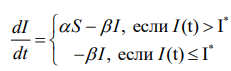 dI/dt = { αS − βI, если I(t) > I*
−βI, если I(t) ≤ I*